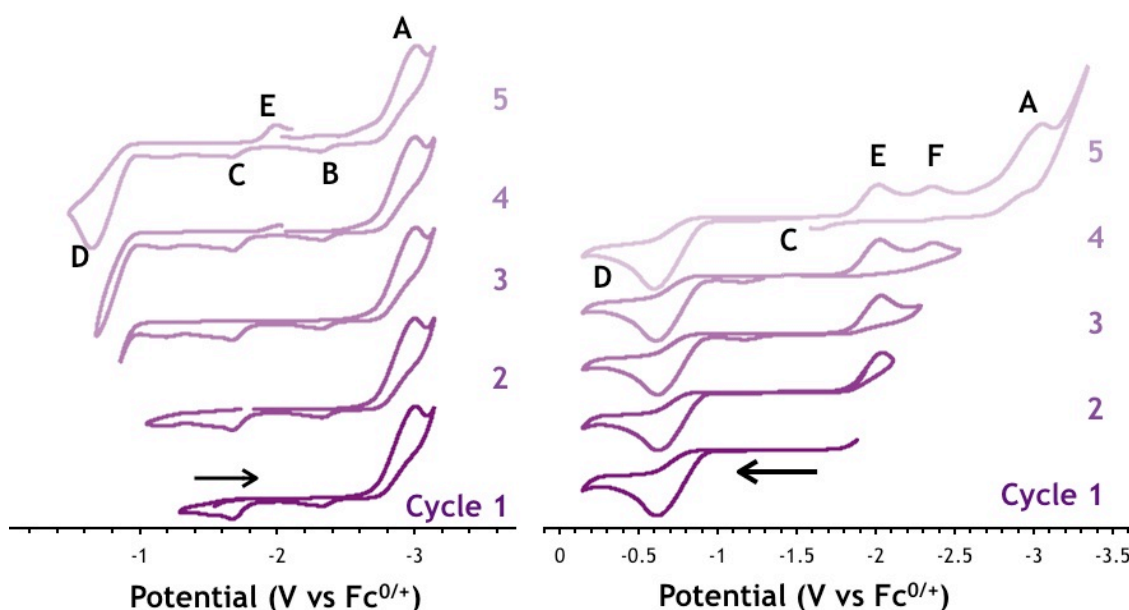 A
5
E
C
B
4
D
3
2
Cycle 1
-1
-2
-3
Potential (V vs Fc0/+)
A
E
F
5
C
4
D
3
2
Cycle 1
0
-0.5
-1
-1.5
-2
-2.5
-3
-3.5
Potential (V vs Fc0/+)